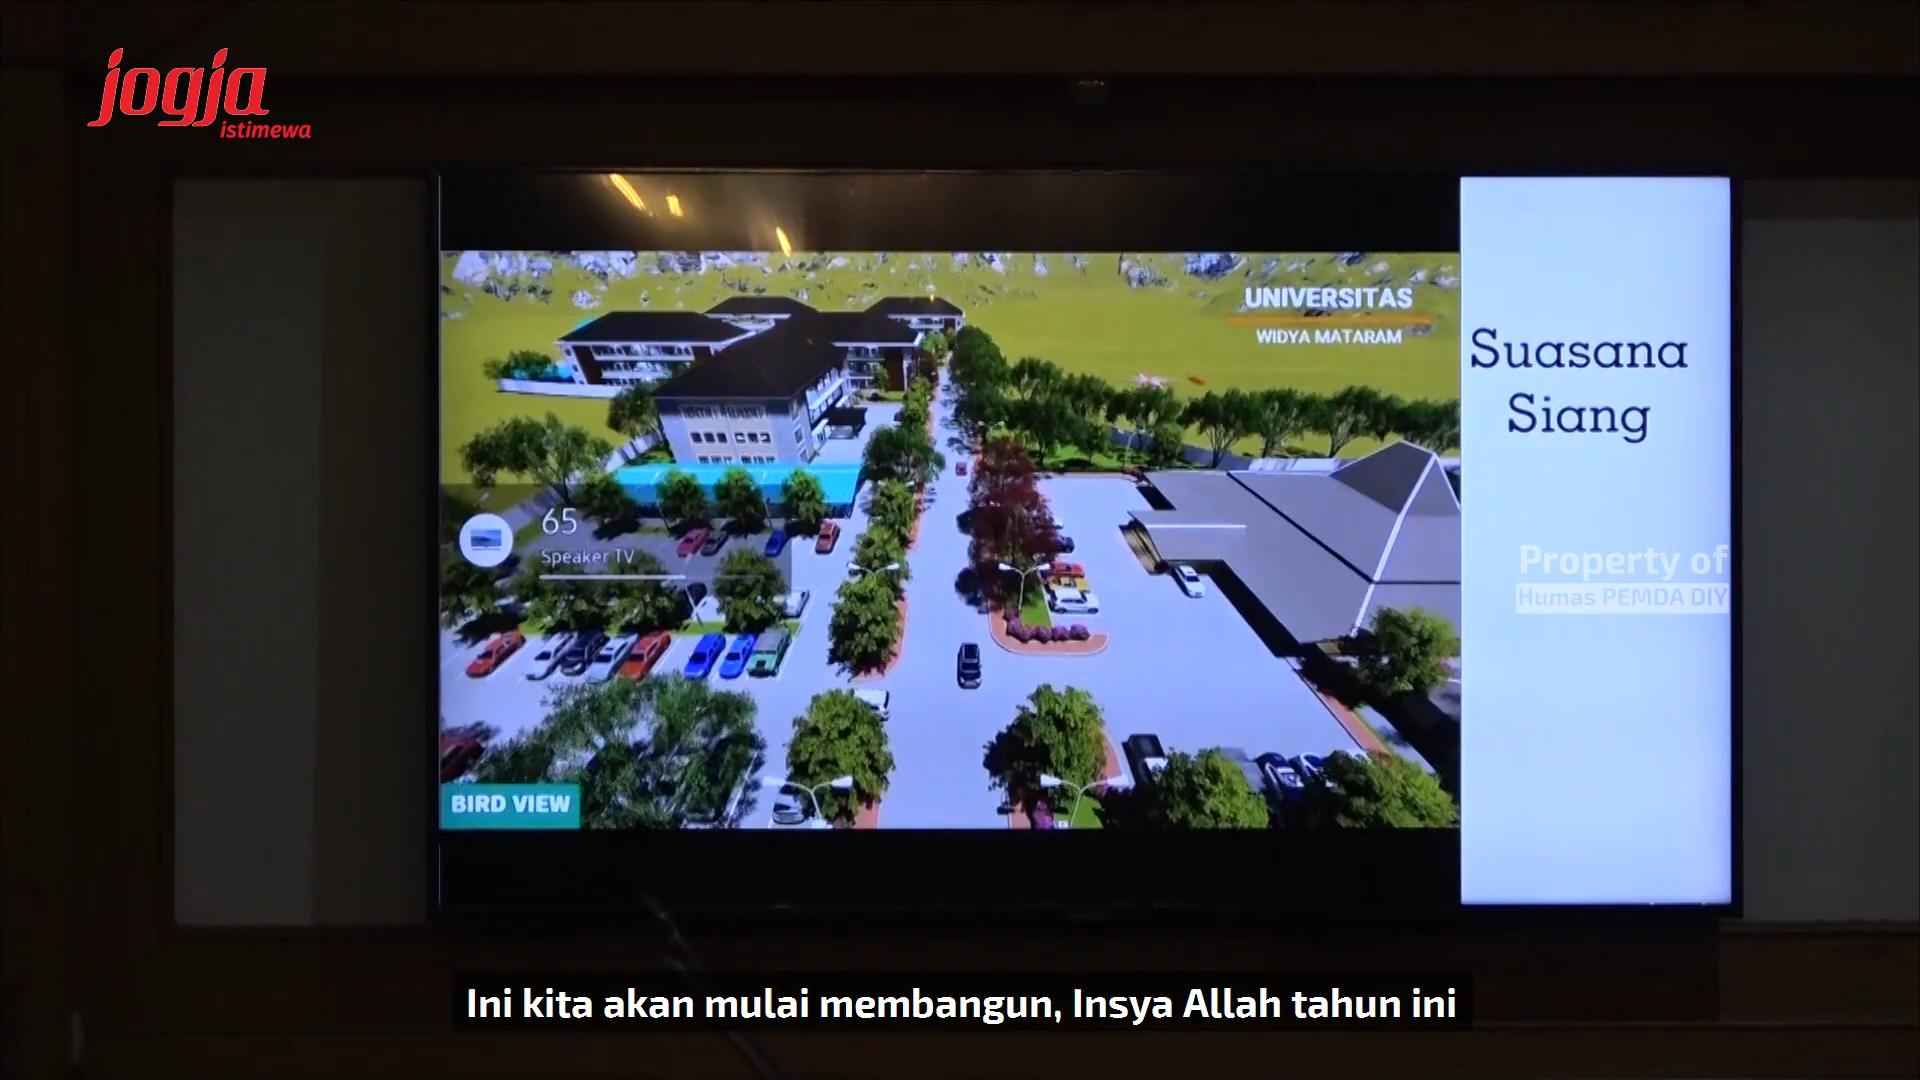 jogja
istimewa
UNIVERSITAS
WIDYA MATARAM
Suasana
Siang
65
Speaker TV
Property of
Humas PEMDA DIY
BIRD VIEW
Ini kita akan mulai membangun, Insya Allah tahun ini